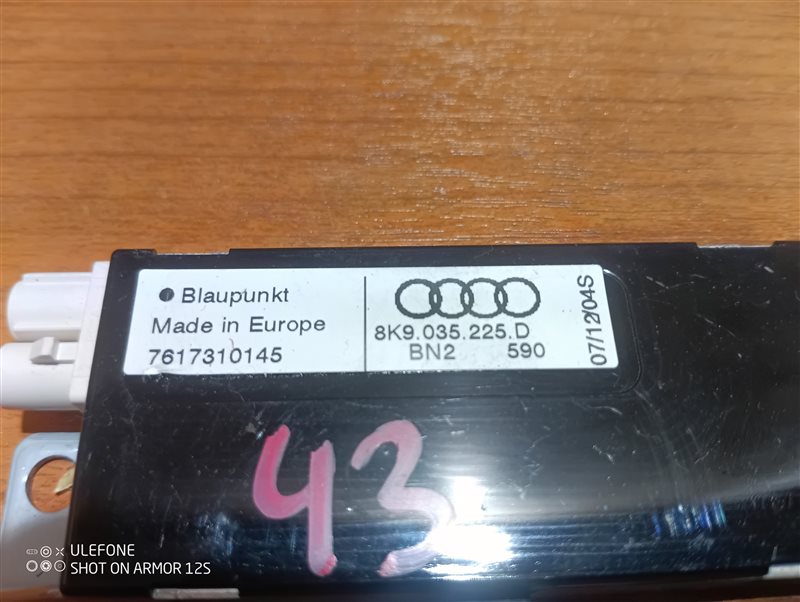 Blaupunkt
Made in Europe
7617310145
8K9.035.225.D
BN2 590
07/12/04S
43
ULEFONE
SHOT ON ARMOR 12S